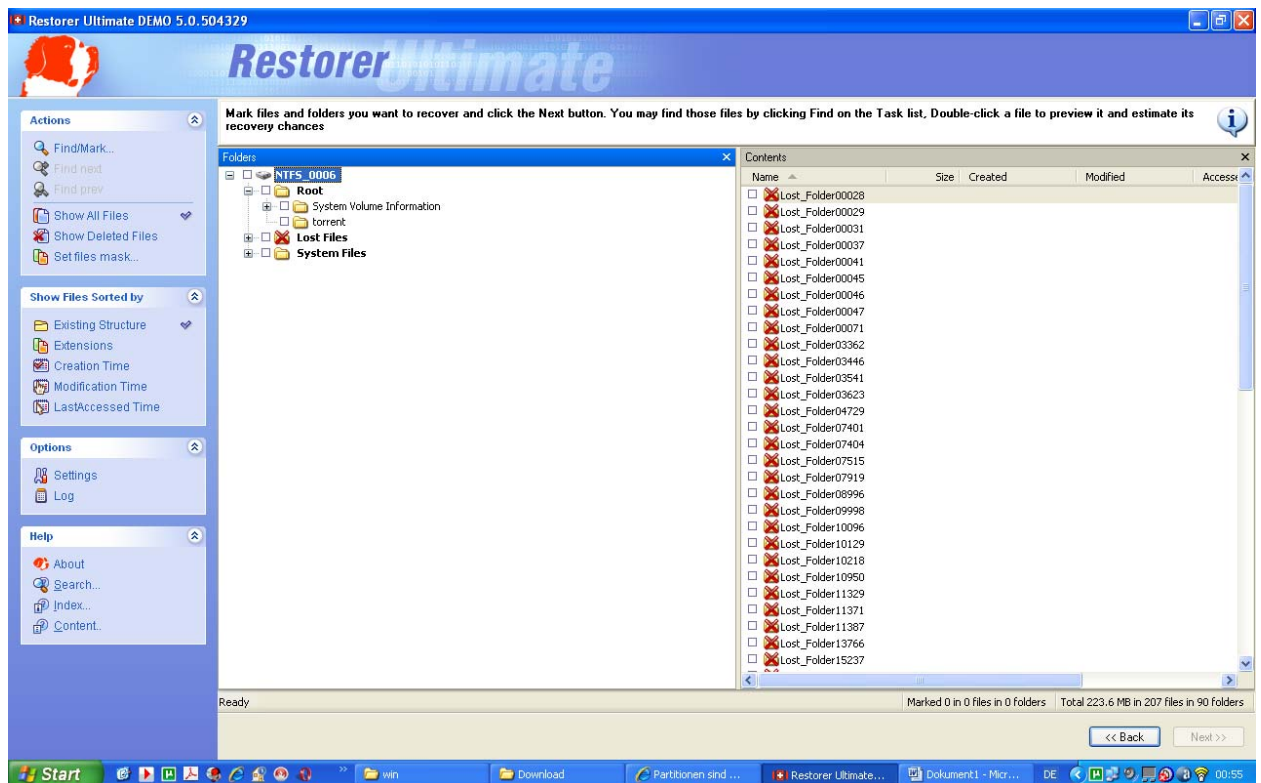 Restorer Ultimate DEMO 5.0.504329
Restorer Ultimate
Mark files and folders you want to recover and click the Next button. You may find those files by clicking Find on the Task list, Double-click a file to preview it and estimate its
recovery chances
Actions
Find/Mark...
Find next
Find prev
Show All Files
Show Deleted Files
Set files mask...
Show Files Sorted by
Existing Structure
Extensions
Creation Time
Modification Time
LastAccessed Time
Options
Settings
Log
Help
About
Search...
Index...
Content..
Folders
NTFS_0006
Root
System Volume Information
torrent
Lost Files
System Files
Contents
Name Size Created Modified Accesse
Lost_Folder00028
Lost_Folder00029
Lost_Folder00031
Lost_Folder00037
Lost_Folder00041
Lost_Folder00045
Lost_Folder00046
Lost_Folder00047
Lost_Folder00071
Lost_Folder03362
Lost_Folder03446
Lost_Folder03541
Lost_Folder03623
Lost_Folder04729
Lost_Folder07401
Lost_Folder07404
Lost_Folder07515
Lost_Folder07919
Lost_Folder08996
Lost_Folder09998
Lost_Folder10096
Lost_Folder10129
Lost_Folder10218
Lost_Folder10950
Lost_Folder11329
Lost_Folder11371
Lost_Folder11387
Lost_Folder13766
Lost_Folder15237
Ready
Marked 0 in 0 files in 0 folders
Total 223.6 MB in 207 files in 90 folders
<< Back
Next >>
Start
win
Download
Partitionen sind ...
Restorer Ultimate...
Dokument1 - Micr...
DE
00:55